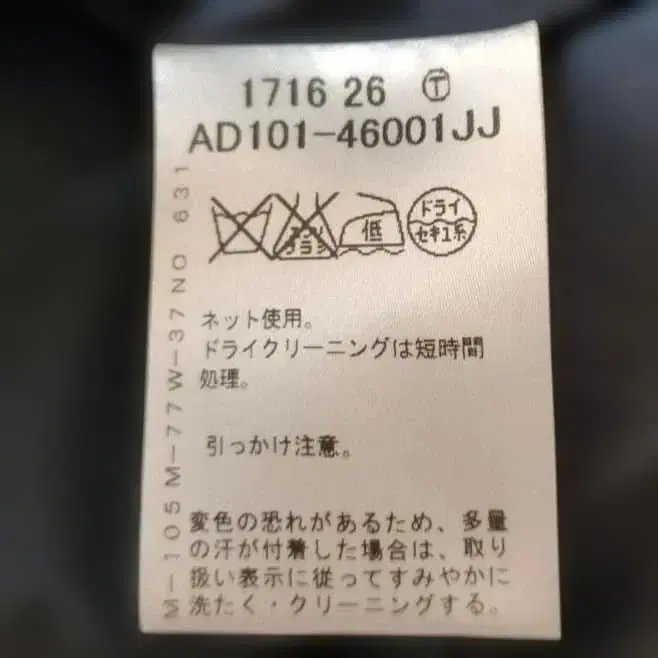 1716 26 Ⓣ
AD101-46001JJ
エンソ
ブラシ
低
ドライ
セキユ系
ネット使用。
ドライクリーニングは短時間
処理。
引っかけ注意。
変色の恐れがあるため、多量
の汗が付着した場合は、取り
扱い表示に従ってすみやかに
洗たく・クリーニングする。
M-105 M-77 W-37 NO 631